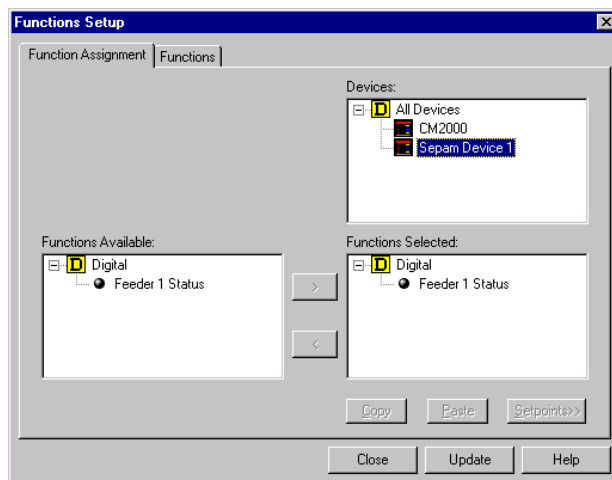 Functions Setup
Function Assignment Functions
Devices:
D All Devices
CM2000
Sepam Device 1
Functions Available:
D Digital
Feeder 1 Status
>
<
Functions Selected:
D Digital
Feeder 1 Status
Copy Paste Setpoints>>
Close Update Help